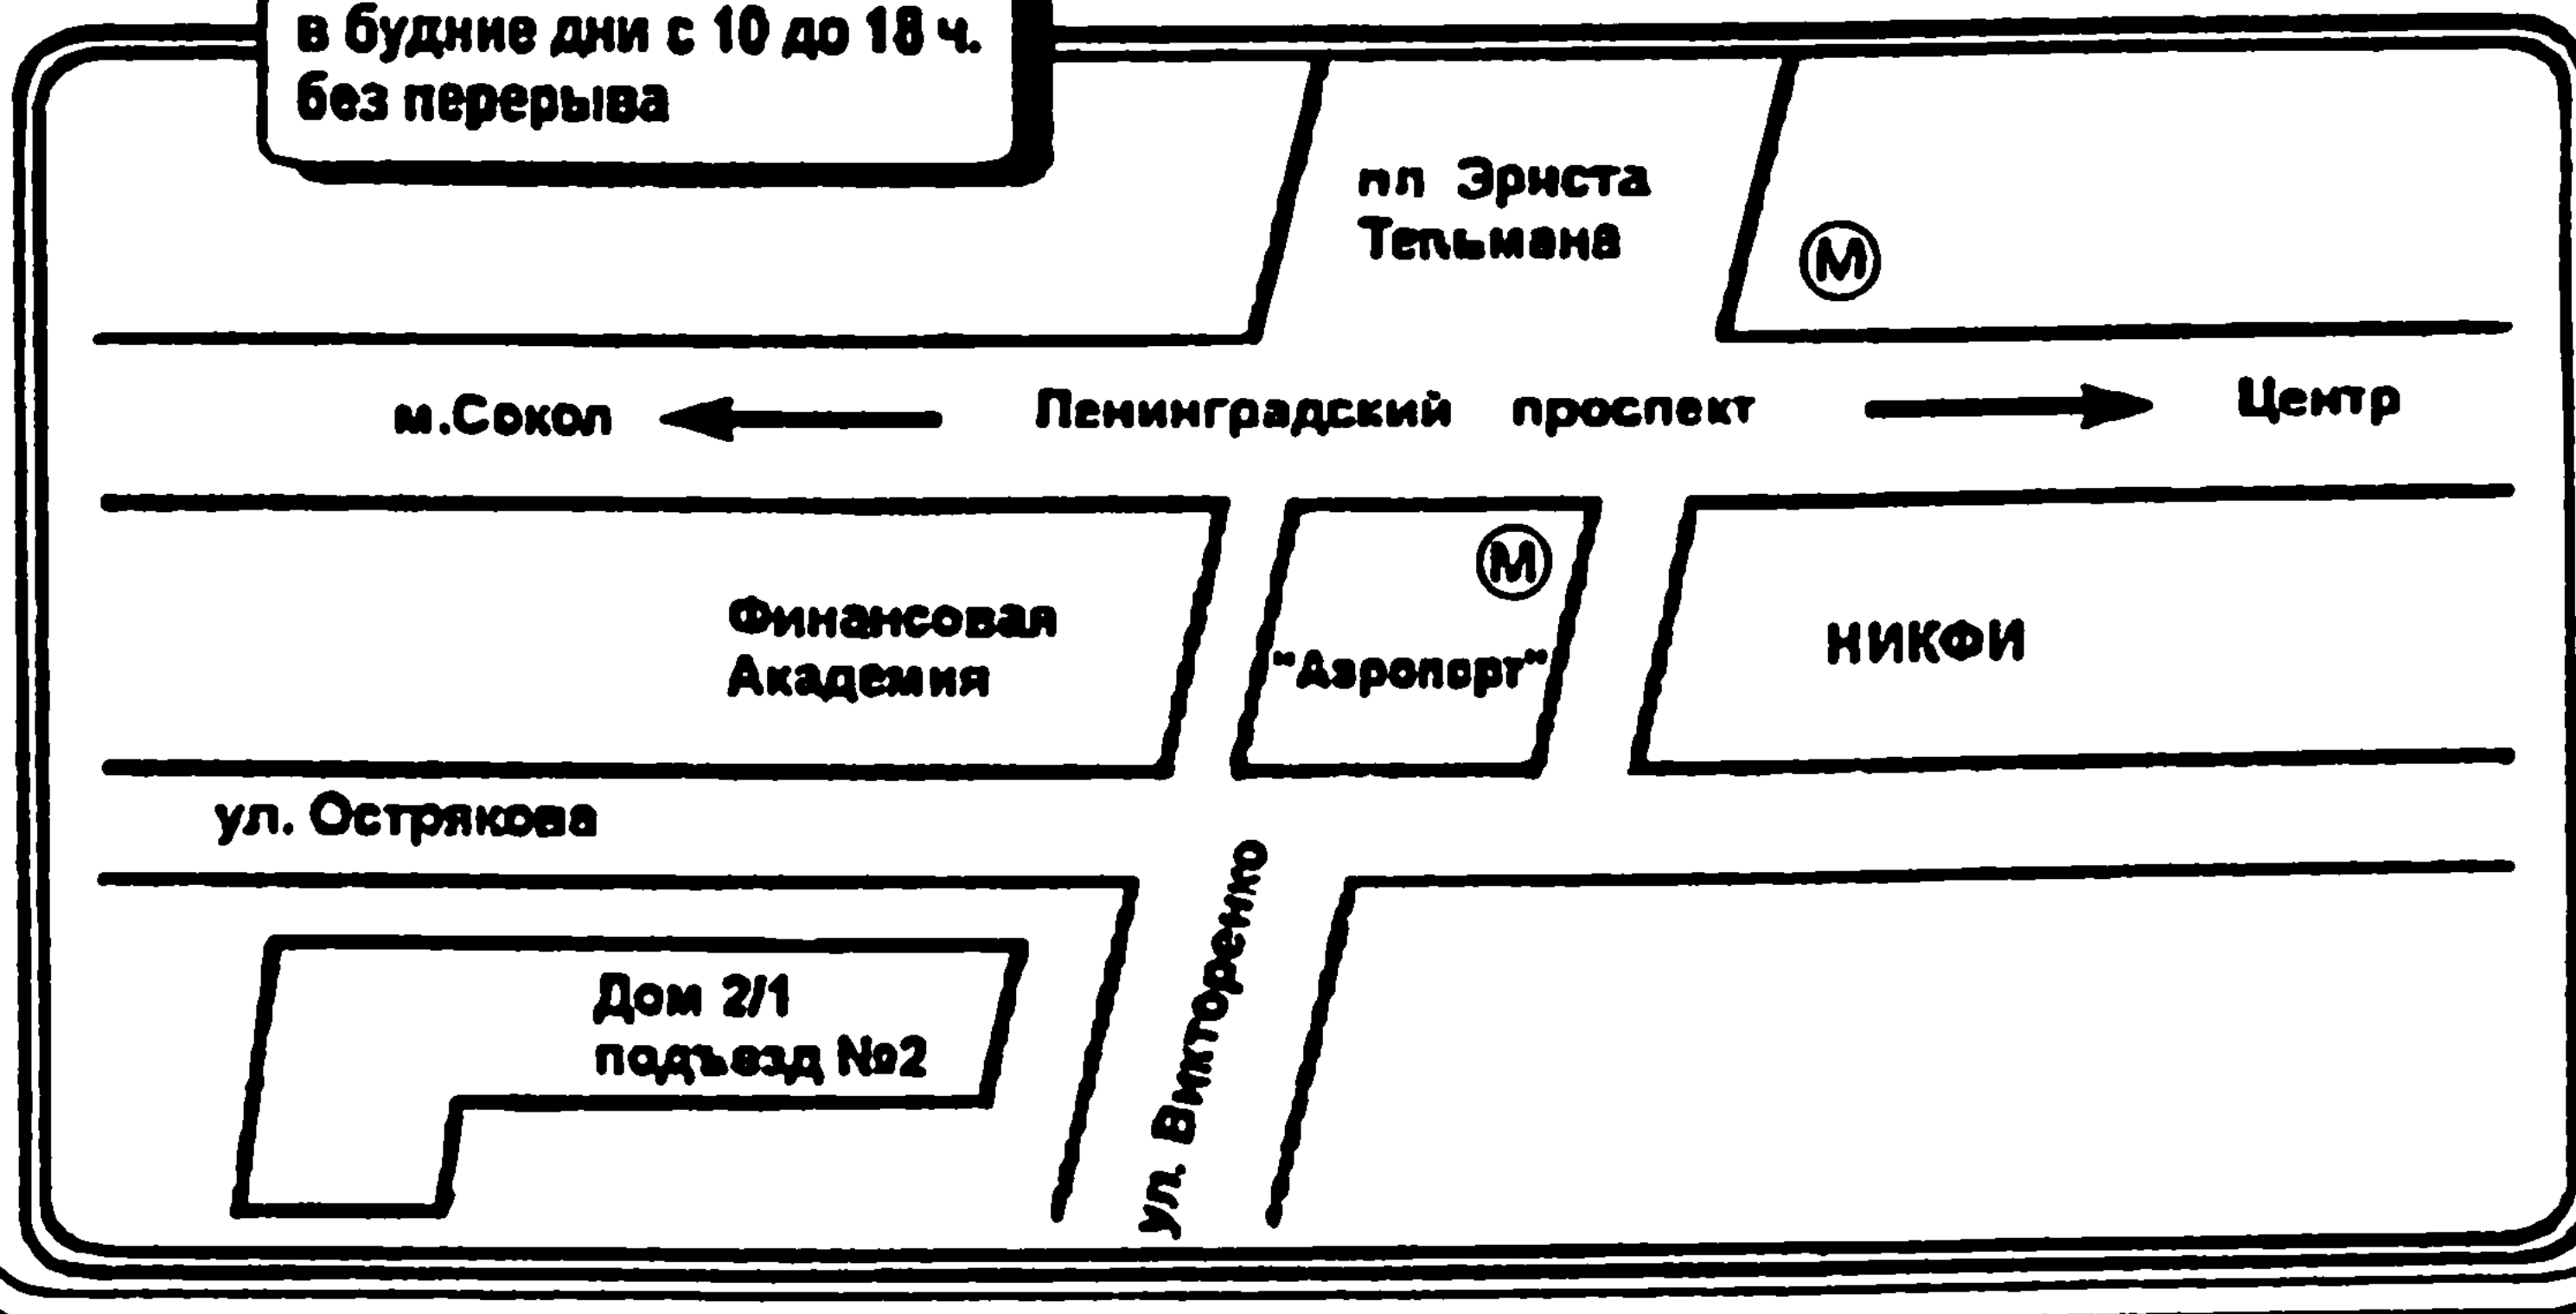 в будние дни с 10 до 18 ч.
без перерыва
пл Эрнста
Тельмана
М
м.Сокол
Ленинградский проспект
Центр
М
Финансовая
Академия
"Аэропорт"
НИКФИ
ул. Острякова
ул. Викторенко
Дом 2/1
подъезд №2